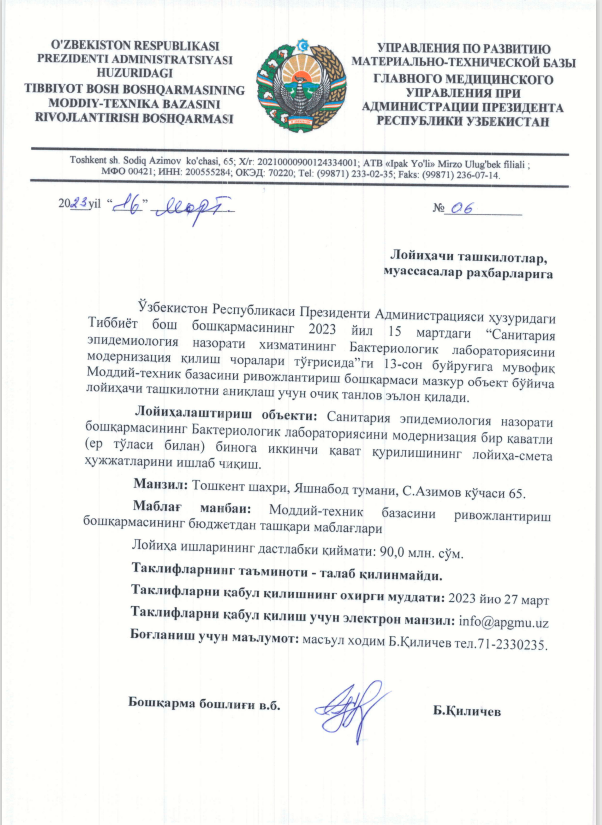 O'ZBEKISTON RESPUBLIKASI
PREZIDENTI ADMINISTRATSIYASI
HUZURIDAGI
TIBBIYOT BOSH BOSHQARMASINING
MODDIY-TEXNIKA BAZASINI
RIVOJLANTIRISH BOSHQARMASI
УПРАВЛЕНИЯ ПО РАЗВИТИЮ
МАТЕРИАЛЬНО-ТЕХНИЧЕСКОЙ БАЗЫ
ГЛАВНОГО МЕДИЦИНСКОГО
УПРАВЛЕНИЯ ПРИ
АДМИНИСТРАЦИИ ПРЕЗИДЕНТА
РЕСПУБЛИКИ УЗБЕКИСТАН
Toshkent sh. Sodiq Azimov ko'chasi, 65; X/r: 20210000900124334001; ATB «Ipak Yo'li» Mirzo Ulug'bek filiali ;
МФО 00421; ИНН: 200555284; ОКЭД: 70220; Tel: (99871) 233-02-35; Faks: (99871) 236-07-14.
2023 yil “16” март. № 06
Лойиҳачи ташкилотлар,
муассасалар раҳбарларига
Ўзбекистон Республикаси Президенти Администрацияси ҳузуридаги
Тиббиёт бош бошқармасининг 2023 йил 15 мартдаги “Санитария
эпидемиология назорати хизматининг Бактериологик лабораториясини
модернизация қилиш чоралари тўғрисида”ги 13-сон буйруғига мувофиқ
Моддий-техник базасини ривожлантириш бошқармаси мазкур объект бўйича
лойиҳачи ташкилотни аниқлаш учун очиқ танлов эълон қилади.
Лойиҳалаштириш объекти: Санитария эпидемиология назорати
бошқармасининг Бактериологик лабораториясини модернизация бир қаватли
(ер тўласи билан) бинога иккинчи қават қурилишининг лойиҳа-смета
ҳужжатларини ишлаб чиқиш.
Манзил: Тошкент шахри, Яшнабод тумани, С.Азимов кўчаси 65.
Маблағ манбаи: Моддий-техник базасини ривожлантириш
бошқармасининг бюджетдан ташқари маблағлари
Лойиҳа ишларининг дастлабки қиймати: 90,0 млн. сўм.
Таклифларнинг таъминоти - талаб қилинмайди.
Таклифларни қабул қилишнинг охирги муддати: 2023 йио 27 март
Таклифларни қабул қилиш учун электрон манзил: info@apgmu.uz
Боғланиш учун маълумот: масъул ходим Б.Қиличев тел.71-2330235.
Бошқарма бошлиғи в.б. Б.Қиличев